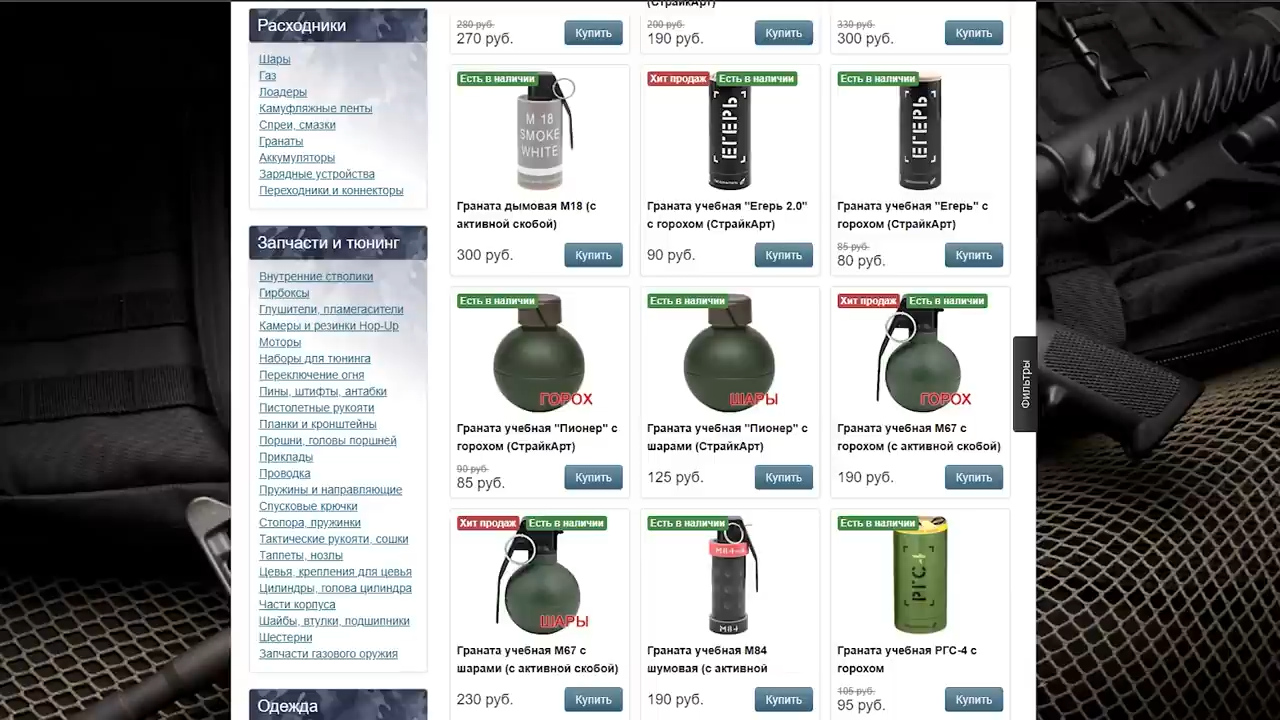 Расходники
Шары
Газ
Лоадеры
Камуфляжные ленты
Спреи, смазки
Гранаты
Аккумуляторы
Зарядные устройства
Переходники и коннекторы
Запчасти и тюнинг
Внутренние стволики
Гирбоксы
Глушители, пламегасители
Камеры и резинки Hop-Up
Моторы
Наборы для тюнинга
Переключение огня
Пины, штифты, антабки
Пистолетные рукояти
Планки и кронштейны
Поршни, головы поршней
Приклады
Проводка
Пружины и направляющие
Спусковые крючки
Стопора, пружинки
Тактические рукояти, сошки
Таппеты, нозлы
Цевья, крепления для цевья
Цилиндры, голова цилиндра
Части корпуса
Шайбы, втулки, подшипники
Шестерни
Запчасти газового оружия
Одежда
280 руб.
270 руб.
Купить
(СтрайкАрт)
200 руб.
190 руб.
Купить
330 руб.
300 руб.
Купить
Есть в наличии
M 18
SMOKE
WHITE
Граната дымовая М18 (с
активной скобой)
300 руб.
Купить
Хит продаж
Есть в наличии
ЕГЕРЬ
Граната учебная "Егерь 2.0"
с горохом (СтрайкАрт)
90 руб.
Купить
Есть в наличии
ЕГЕРЬ
Граната учебная "Егерь" с
горохом (СтрайкАрт)
85 руб.
80 руб.
Купить
Есть в наличии
ГОРОХ
Граната учебная "Пионер" с
горохом (СтрайкАрт)
90 руб.
85 руб.
Купить
Есть в наличии
ШАРЫ
Граната учебная "Пионер" с
шарами (СтрайкАрт)
125 руб.
Купить
Хит продаж
Есть в наличии
ГОРОХ
Граната учебная М67 с
горохом (с активной скобой)
190 руб.
Купить
Хит продаж
Есть в наличии
ШАРЫ
Граната учебная М67 с
шарами (с активной скобой)
230 руб.
Купить
Есть в наличии
M84
Граната учебная М84
шумовая (с активной
190 руб.
Купить
Есть в наличии
РГС-4
Граната учебная РГС-4 с
горохом
105 руб.
95 руб.
Купить
Фильтры